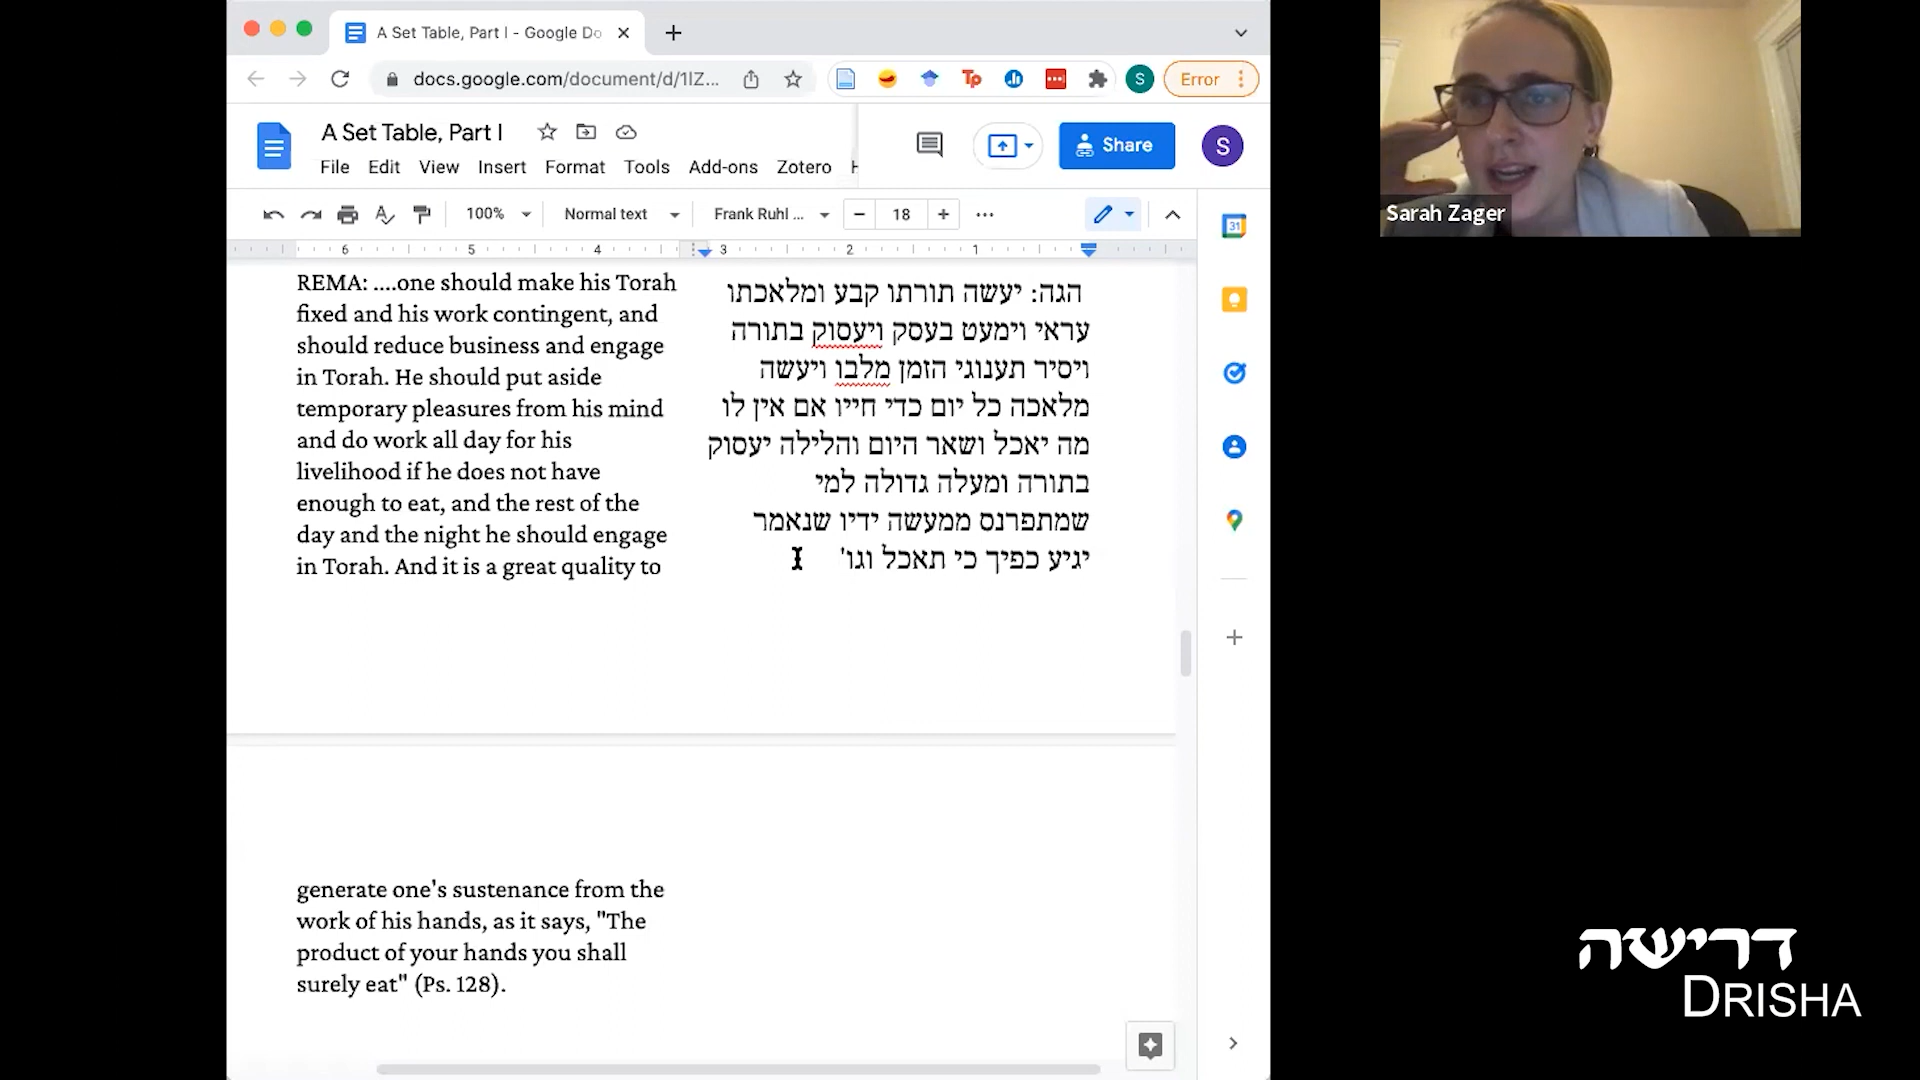 A Set Table, Part I - Google Do
docs.google.com/document/d/1IZ...
Error
A Set Table, Part I
Share
S
File Edit View Insert Format Tools Add-ons Zotero H
100% Normal text Frank Ruhl ... 18
6 5 4 3 2 1
REMA: ....one should make his Torah
fixed and his work contingent, and
should reduce business and engage
in Torah. He should put aside
temporary pleasures from his mind
and do work all day for his
livelihood if he does not have
enough to eat, and the rest of the
day and the night he should engage
in Torah. And it is a great quality to
הגה: יעשה תורתו קבע ומלאכתו
עראי וימעט בעסק ויעסוק בתורה
ויסיר תענוגי הזמן מלבו ויעשה
מלאכה כל יום כדי חייו אם אין לו
מה יאכל ושאר היום והלילה יעסוק
בתורה ומעלה גדולה למי
שמתפרנס ממעשה ידיו שנאמר
יגיע כפיך כי תאכל וגו'
generate one's sustenance from the
work of his hands, as it says, "The
product of your hands you shall
surely eat" (Ps. 128).
Sarah Zager
דרישה
DRISHA